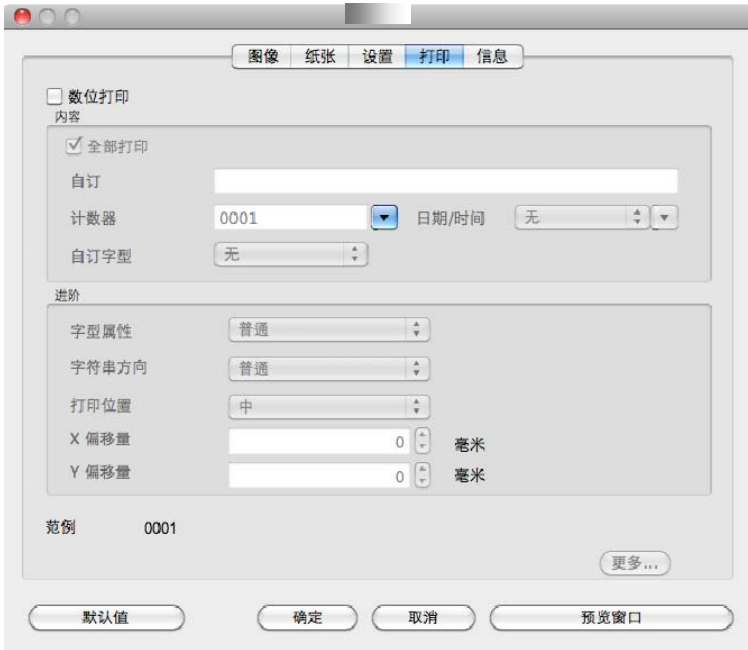 图像 纸张 设置 打印 信息
数位打印
内容
全部打印
自订
计数器 0001 日期/时间 无
自订字型 无
进阶
字型属性 普通
字符串方向 普通
打印位置 中
X 偏移量 0 毫米
Y 偏移量 0 毫米
范例 0001
更多...
默认值 确定 取消 预览窗口